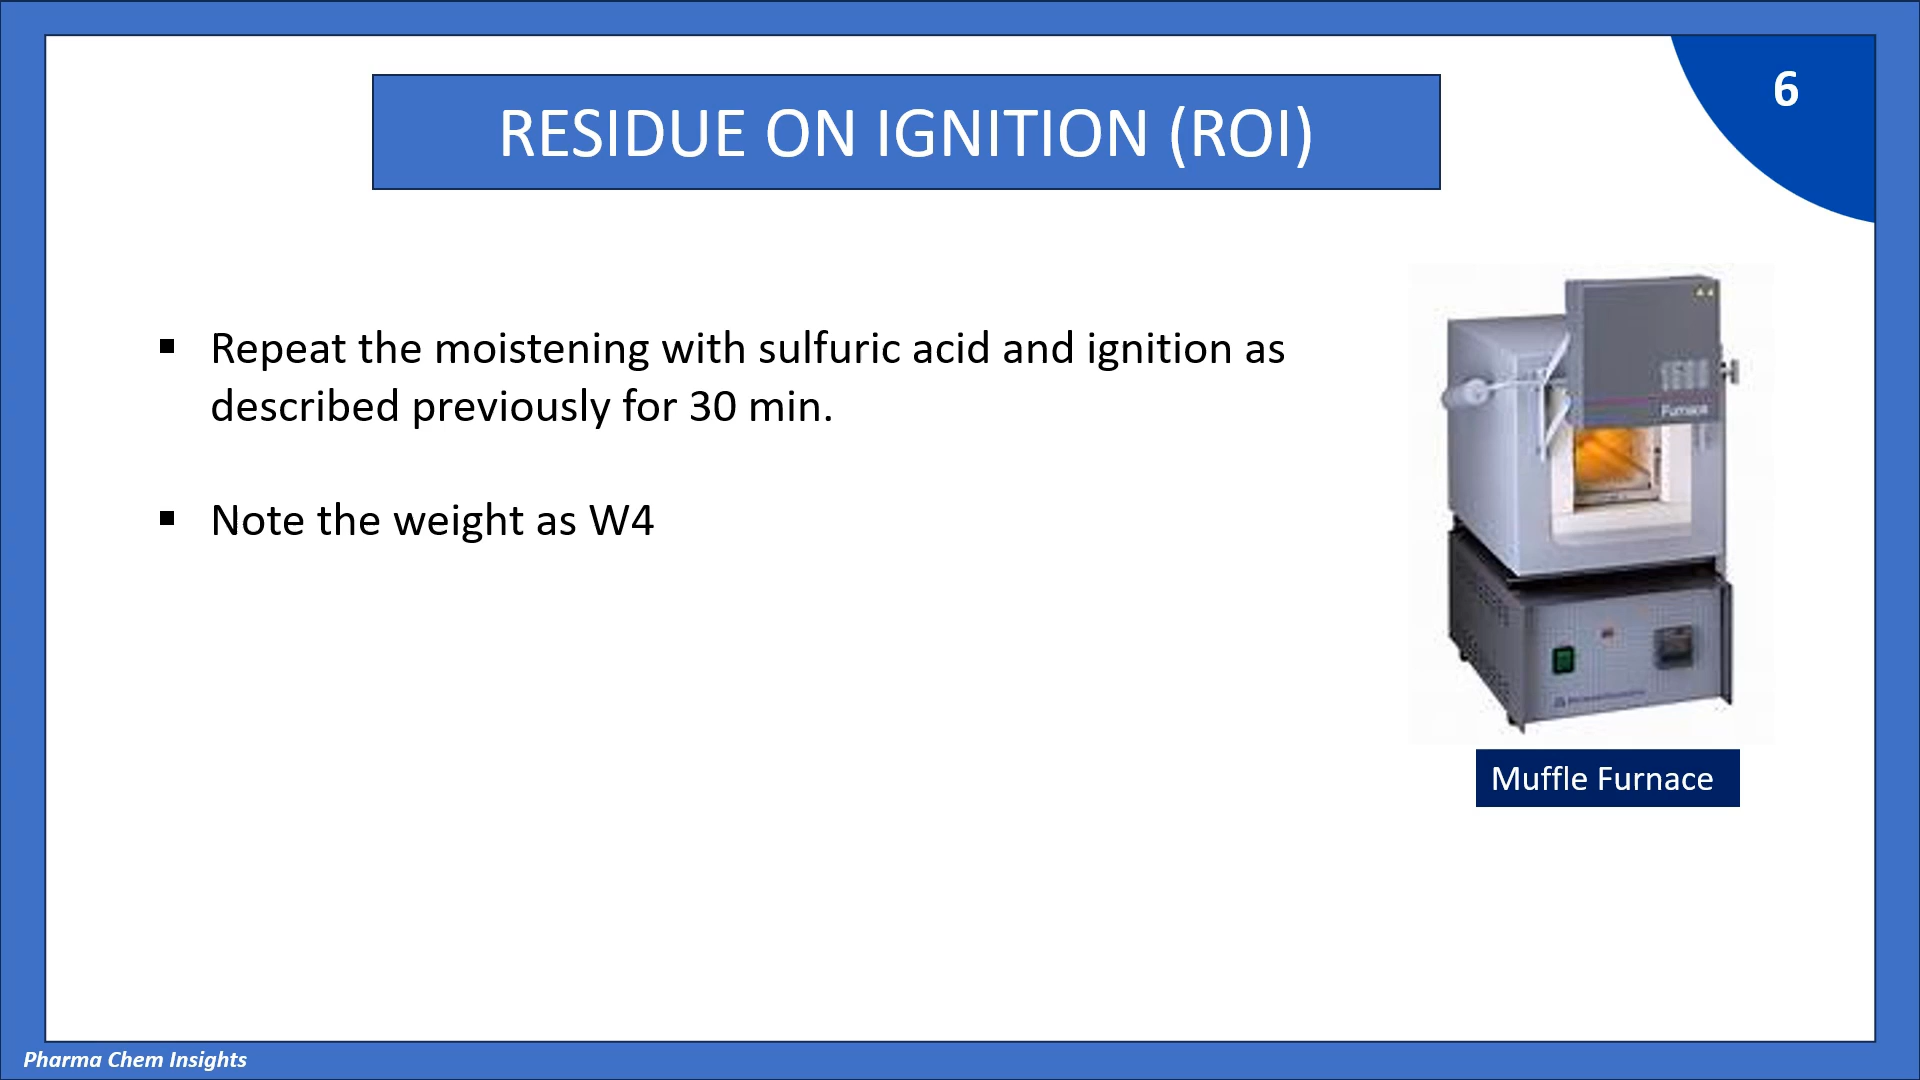 6
RESIDUE ON IGNITION (ROI)
▪ Repeat the moistening with sulfuric acid and ignition as
described previously for 30 min.
▪ Note the weight as W4
Furnace
Muffle Furnace
Pharma Chem Insights